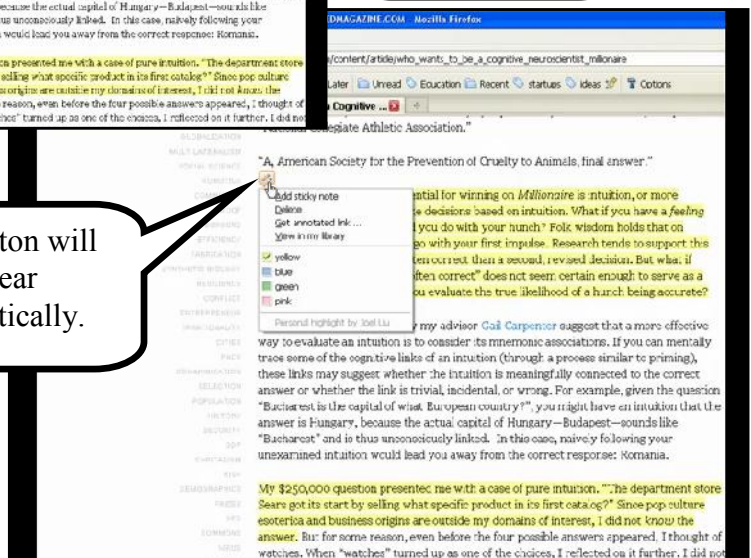 because the actual capital of Hungary—Budapest—sounds like
us unconsciously linked. In this case, naively following your
would lead you away from the correct response: Romania.
on presented me with a case of pure intuition. "The department store
selling what specific product in its first catalog?" Since pop culture
s origins are outside my domains of interest, I did not know the
reason, even before the four possible answers appeared, I thought of
hes" turned up as one of the choices, I reflected on it further. I did not
EDMAGAZINE.COM - Mozilla Firefox
/content/article/who_wants_to_be_a_cognitive_neuroscientist_millionaire
Later Unread Education Recent startups ideas Options
Cognitive ...
Collegiate Athletic Association."
"A, American Society for the Prevention of Cruelty to Animals, final answer."
Add sticky note
Delete
Get annotated link ...
View in my library
yellow
blue
green
pink
Personal highlight by Joel Liu
ential for winning on Millionaire is intuition, or more
e decisions based on intuition. What if you have a feeling
l you do with your hunch? Folk wisdom holds that on
go with your first impulse. Research tends to support this
ten correct than a second, revised decision. But what if
ften correct" does not seem certain enough to serve as a
ou evaluate the true likelihood of a hunch being accurate?
ton will
ear
tically.
my advisor Gail Carpenter suggest that a more effective
way to evaluate an intuition is to consider its mnemonic associations. If you can mentally
trace some of the cognitive links of an intuition (through a process similar to priming),
these links may suggest whether the intuition is meaningfully connected to the correct
answer or whether the link is trivial, incidental, or wrong. For example, given the question
"Bucharest is the capital of what European country?", you might have an intuition that the
answer is Hungary, because the actual capital of Hungary—Budapest—sounds like
"Bucharest" and is thus unconsciously linked. In this case, naively following your
unexamined intuition would lead you away from the correct response: Romania.
My $250,000 question presented me with a case of pure intuition. "The department store
Sears got its start by selling what specific product in its first catalog?" Since pop culture
esoterica and business origins are outside my domains of interest, I did not know the
answer. But for some reason, even before the four possible answers appeared, I thought of
watches. When "watches" turned up as one of the choices, I reflected on it further. I did not